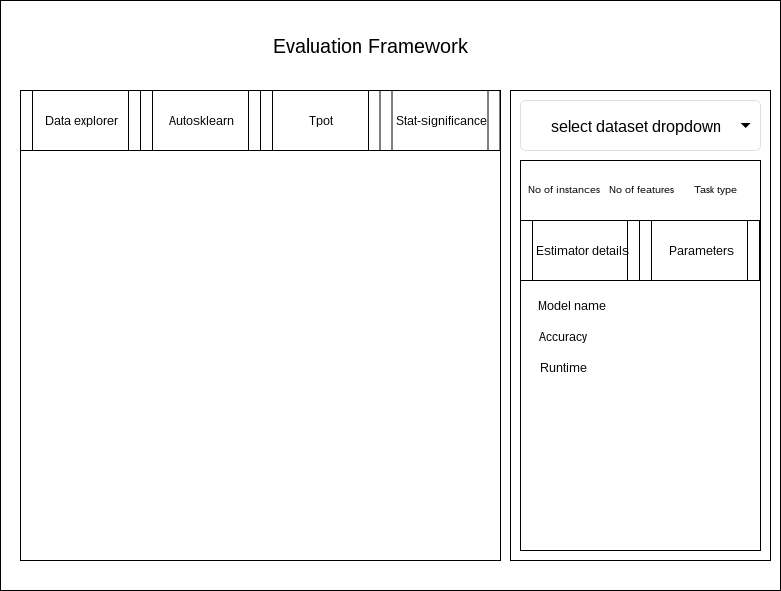 Evaluation Framework
Data explorer
Autosklearn
Tpot
Stat-significance
select dataset dropdown
No of instances
No of features
Task type
Estimator details
Parameters
Model name
Accuracy
Runtime